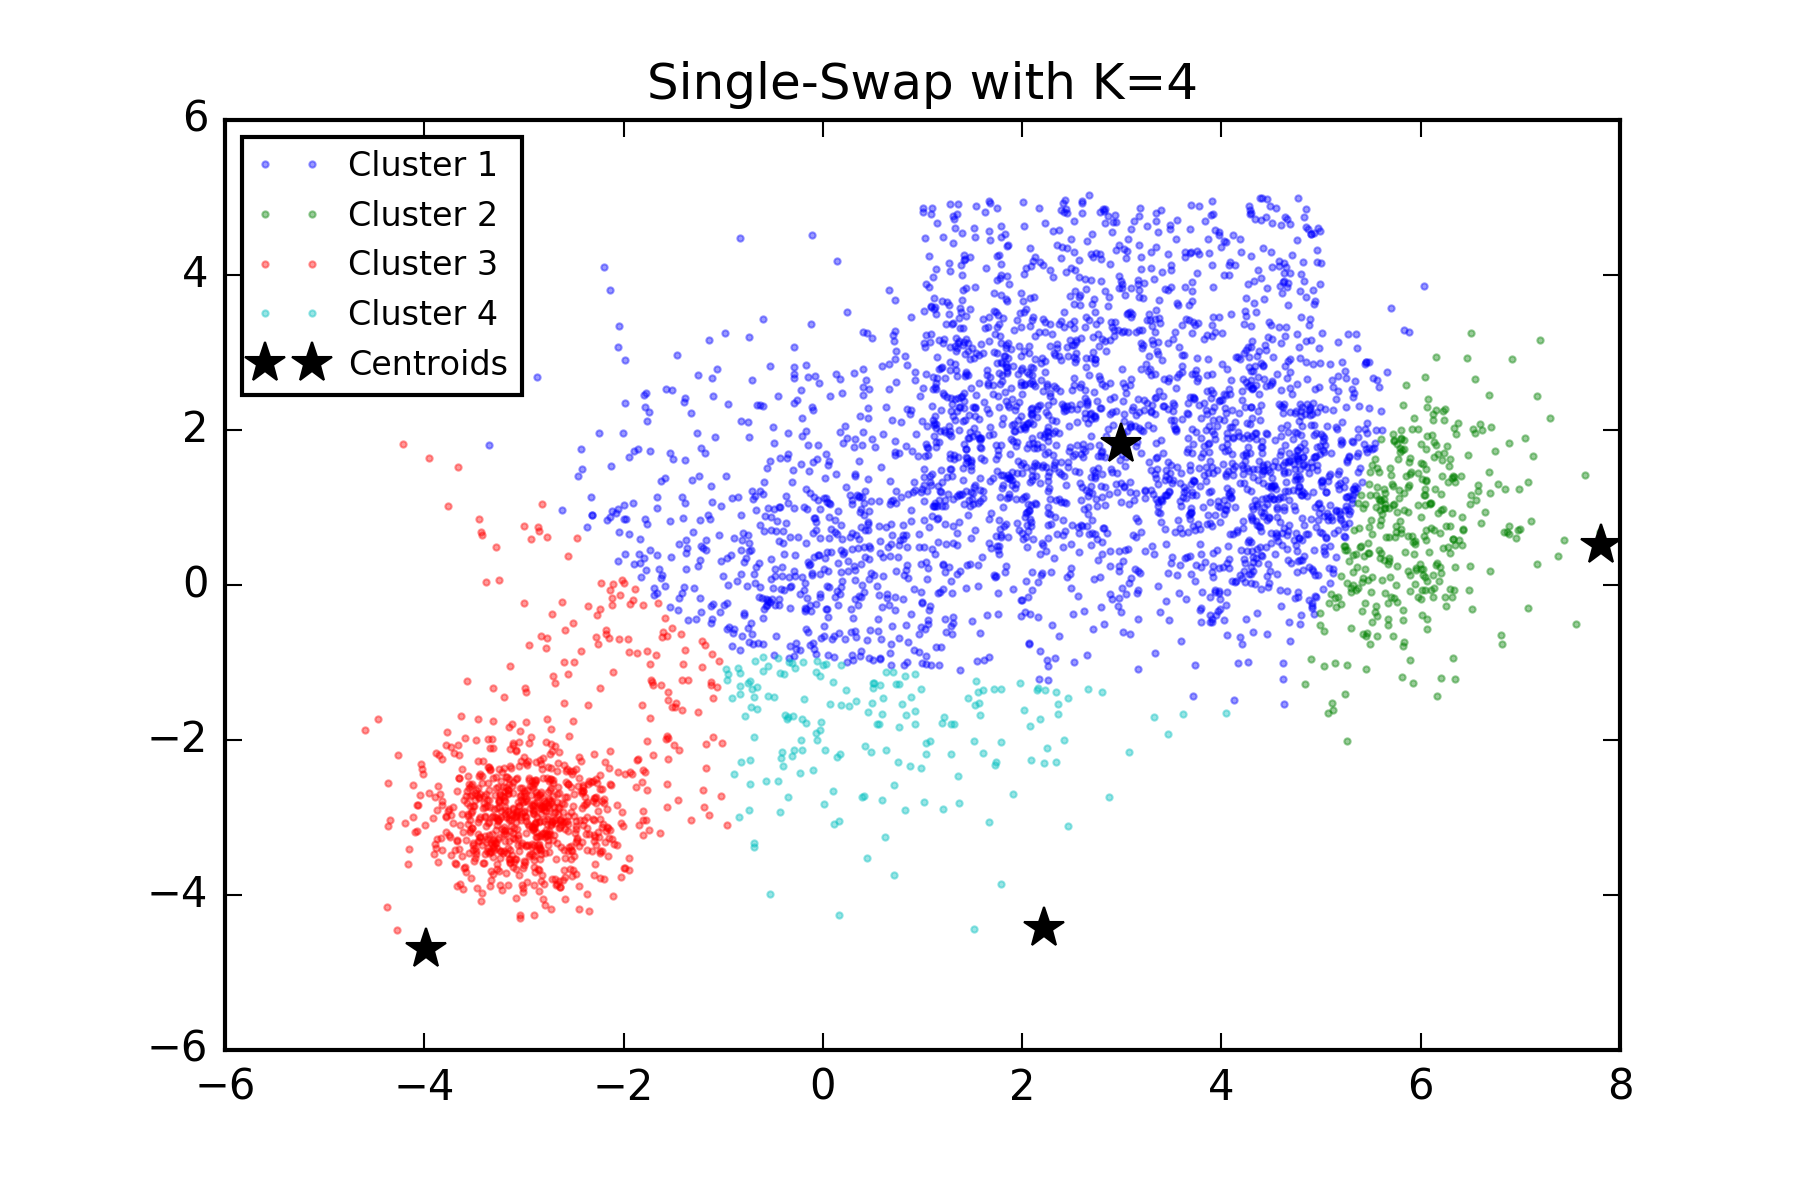 Single-Swap with K=4
6
4
2
0
−2
−4
−6
Cluster 1
Cluster 2
Cluster 3
Cluster 4
Centroids
−6 −4 −2 0 2 4 6 8